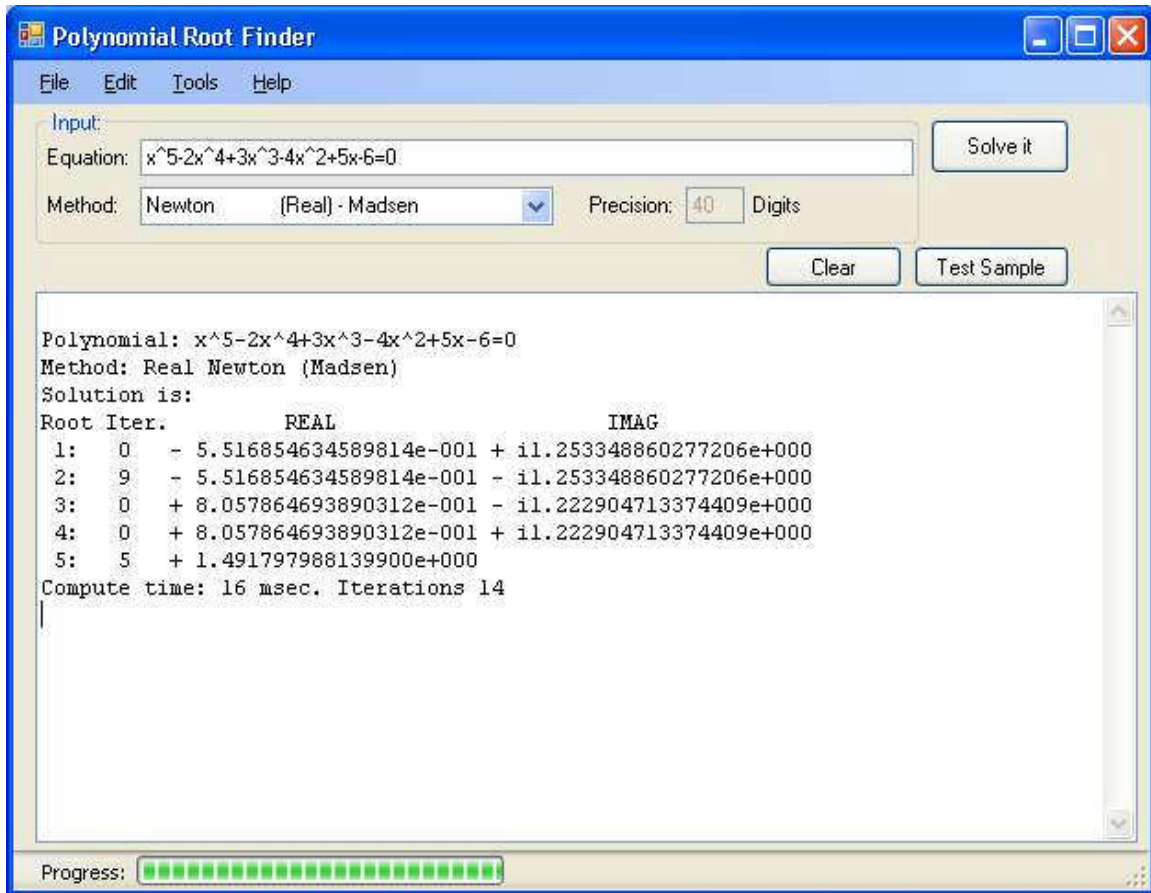 Polynomial Root Finder
File Edit Tools Help
Input:
Equation: x^5-2x^4+3x^3-4x^2+5x-6=0
Solve it
Method: Newton (Real) - Madsen Precision: 40 Digits
Clear Test Sample
Polynomial: x^5-2x^4+3x^3-4x^2+5x-6=0
Method: Real Newton (Madsen)
Solution is:
Root Iter. REAL IMAG
1: 0 - 5.516854634589814e-001 + i1.253348860277206e+000
2: 9 - 5.516854634589814e-001 - i1.253348860277206e+000
3: 0 + 8.057864693890312e-001 - i1.222904713374409e+000
4: 0 + 8.057864693890312e-001 + i1.222904713374409e+000
5: 5 + 1.491797988139900e+000
Compute time: 16 msec. Iterations 14
Progress: